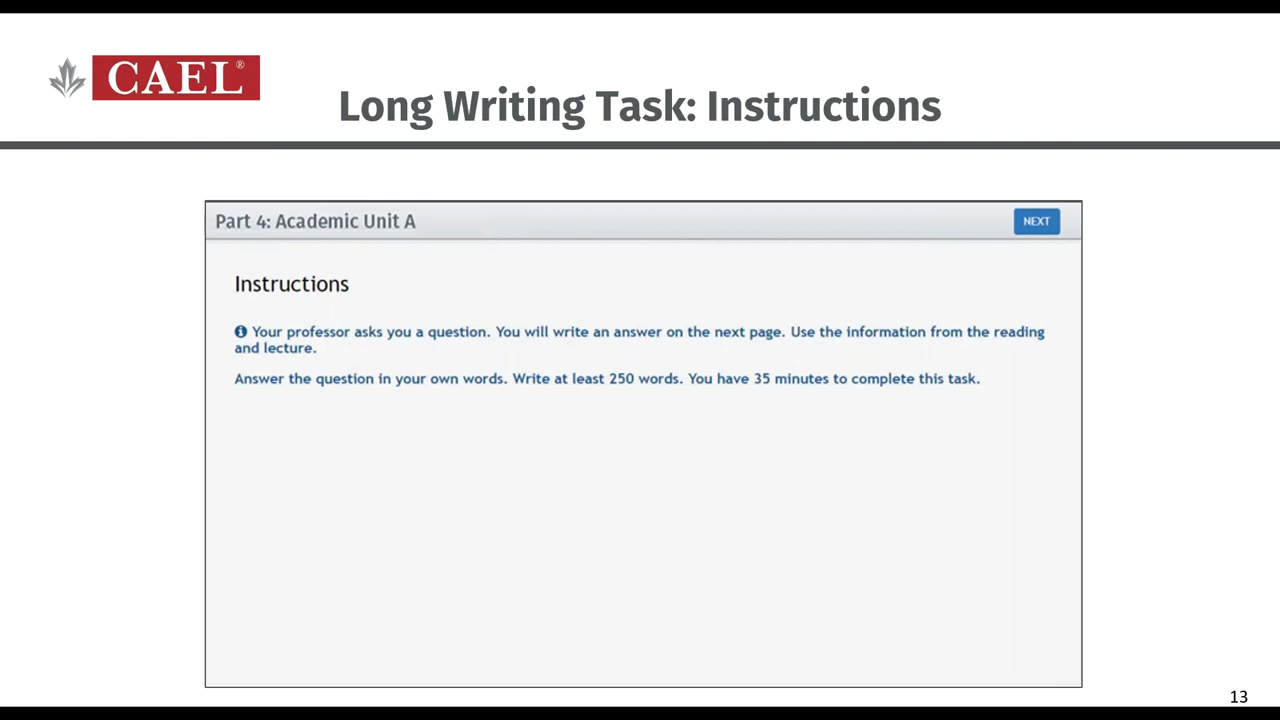 CAEL®
Long Writing Task: Instructions
Part 4: Academic Unit A
NEXT
Instructions
Your professor asks you a question. You will write an answer on the next page. Use the information from the reading
and lecture.
Answer the question in your own words. Write at least 250 words. You have 35 minutes to complete this task.
13